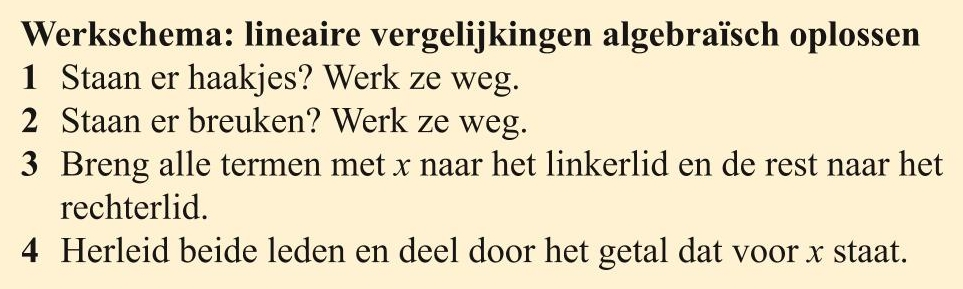 Werkschema: lineaire vergelijkingen algebraïsch oplossen
1 Staan er haakjes? Werk ze weg.
2 Staan er breuken? Werk ze weg.
3 Breng alle termen met x naar het linkerlid en de rest naar het
rechterlid.
4 Herleid beide leden en deel door het getal dat voor x staat.